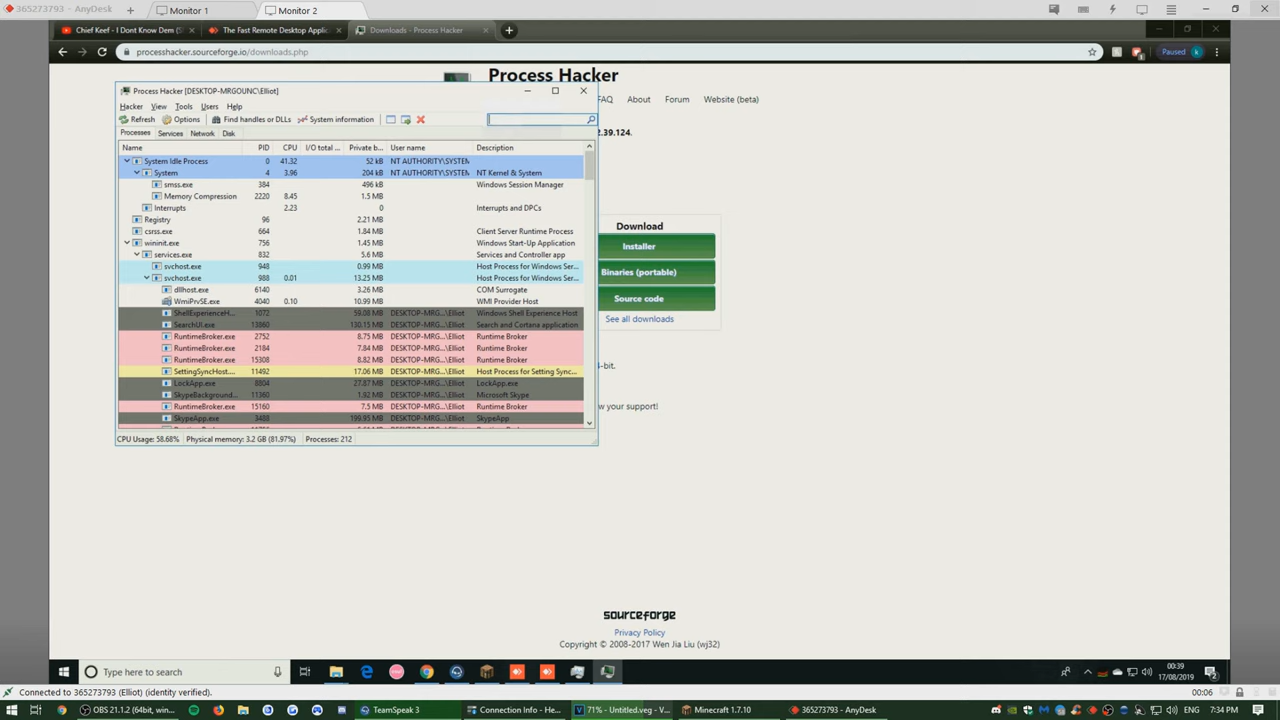 365273793 - AnyDesk
Monitor 1
Monitor 2
Chief Keef - I Dont Know Dem (
The Fast Remote Desktop Applic
Downloads - Process Hacker
processhacker.sourceforge.io/downloads.php
Paused
k
Process Hacker
FAQ About Forum Website (beta)
2.39.124.
Process Hacker [DESKTOP-MRGOUNC\Elliot]
Hacker View Tools Users Help
Refresh Options Find handles or DLLs System information
Processes Services Network Disk
Name PID CPU I/O total ... Private b... User name Description
System Idle Process 0 41.32 52 kB NT AUTHORITY\SYSTEM
System 4 3.96 204 kB NT AUTHORITY\SYSTEM NT Kernel & System
smss.exe 384 496 kB Windows Session Manager
Memory Compression 2220 8.45 1.5 MB
Interrupts 2.23 0 Interrupts and DPCs
Registry 96 2.21 MB
csrss.exe 664 1.84 MB Client Server Runtime Process
wininit.exe 756 1.45 MB Windows Start-Up Application
services.exe 832 5.6 MB Services and Controller app
svchost.exe 948 0.99 MB Host Process for Windows Ser...
svchost.exe 988 0.01 13.25 MB Host Process for Windows Ser...
dllhost.exe 6140 3.26 MB COM Surrogate
WmiPrvSE.exe 4040 0.10 10.99 MB WMI Provider Host
ShellExperienceH... 1072 59.08 MB DESKTOP-MRG...\Elliot Windows Shell Experience Host
SearchUI.exe 13860 130.15 MB DESKTOP-MRG...\Elliot Search and Cortana application
RuntimeBroker.exe 2752 8.75 MB DESKTOP-MRG...\Elliot Runtime Broker
RuntimeBroker.exe 2184 7.84 MB DESKTOP-MRG...\Elliot Runtime Broker
RuntimeBroker.exe 15308 8.82 MB DESKTOP-MRG...\Elliot Runtime Broker
SettingSyncHost.... 11492 17.06 MB DESKTOP-MRG...\Elliot Host Process for Setting Sync...
LockApp.exe 8804 27.87 MB DESKTOP-MRG...\Elliot LockApp.exe
SkypeBackground... 11360 1.82 MB DESKTOP-MRG...\Elliot Microsoft Skype
RuntimeBroker.exe 15160 7.5 MB DESKTOP-MRG...\Elliot Runtime Broker
SkypeApp.exe 3488 199.95 MB DESKTOP-MRG...\Elliot SkypeApp
CPU Usage: 58.68% Physical memory: 3.2 GB (81.97%) Processes: 212
Download
Installer
Binaries (portable)
Source code
See all downloads
4-bit.
w your support!
sourceforge
Privacy Policy
Copyright © 2008-2017 Wen Jia Liu (wj32)
Type here to search
00:39
17/08/2019
2
Connected to 365273793 (Elliot) (identity verified).
00:06
OBS 21.1.2 (64bit, win...
TeamSpeak 3
Connection Info - He...
71% - Untitled.veg - V...
Minecraft 1.7.10
365273793 - AnyDesk
ENG 7:34 PM